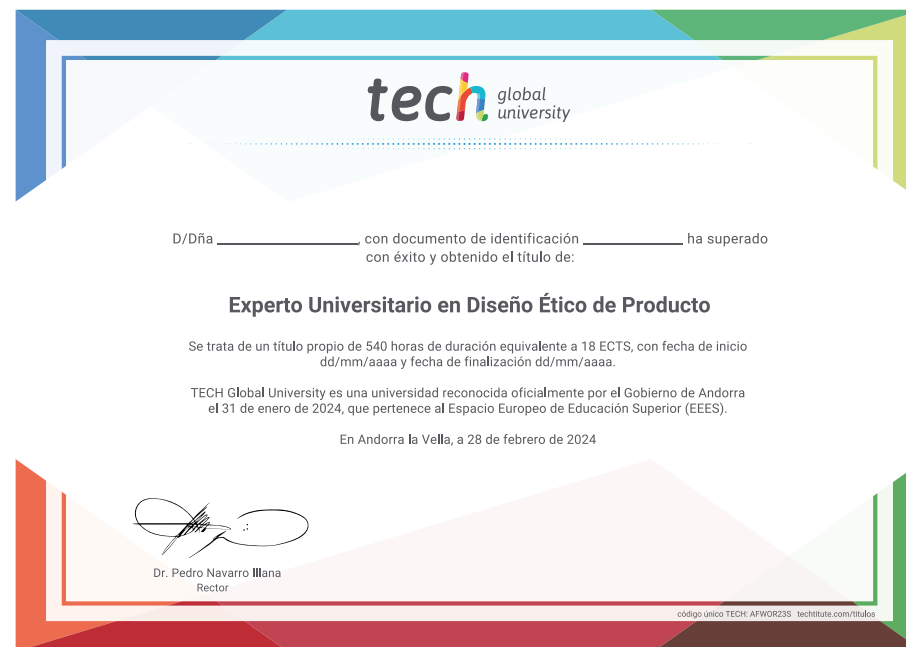 tech global university
D/Dña ____________________, con documento de identificación ______________ ha superado
con éxito y obtenido el título de:
Experto Universitario en Diseño Ético de Producto
Se trata de un título propio de 540 horas de duración equivalente a 18 ECTS, con fecha de inicio
dd/mm/aaaa y fecha de finalización dd/mm/aaaa.
TECH Global University es una universidad reconocida oficialmente por el Gobierno de Andorra
el 31 de enero de 2024, que pertenece al Espacio Europeo de Educación Superior (EEES).
En Andorra la Vella, a 28 de febrero de 2024
Dr. Pedro Navarro Illana
Rector
código único TECH: AFWOR23S techtitute.com/titulos